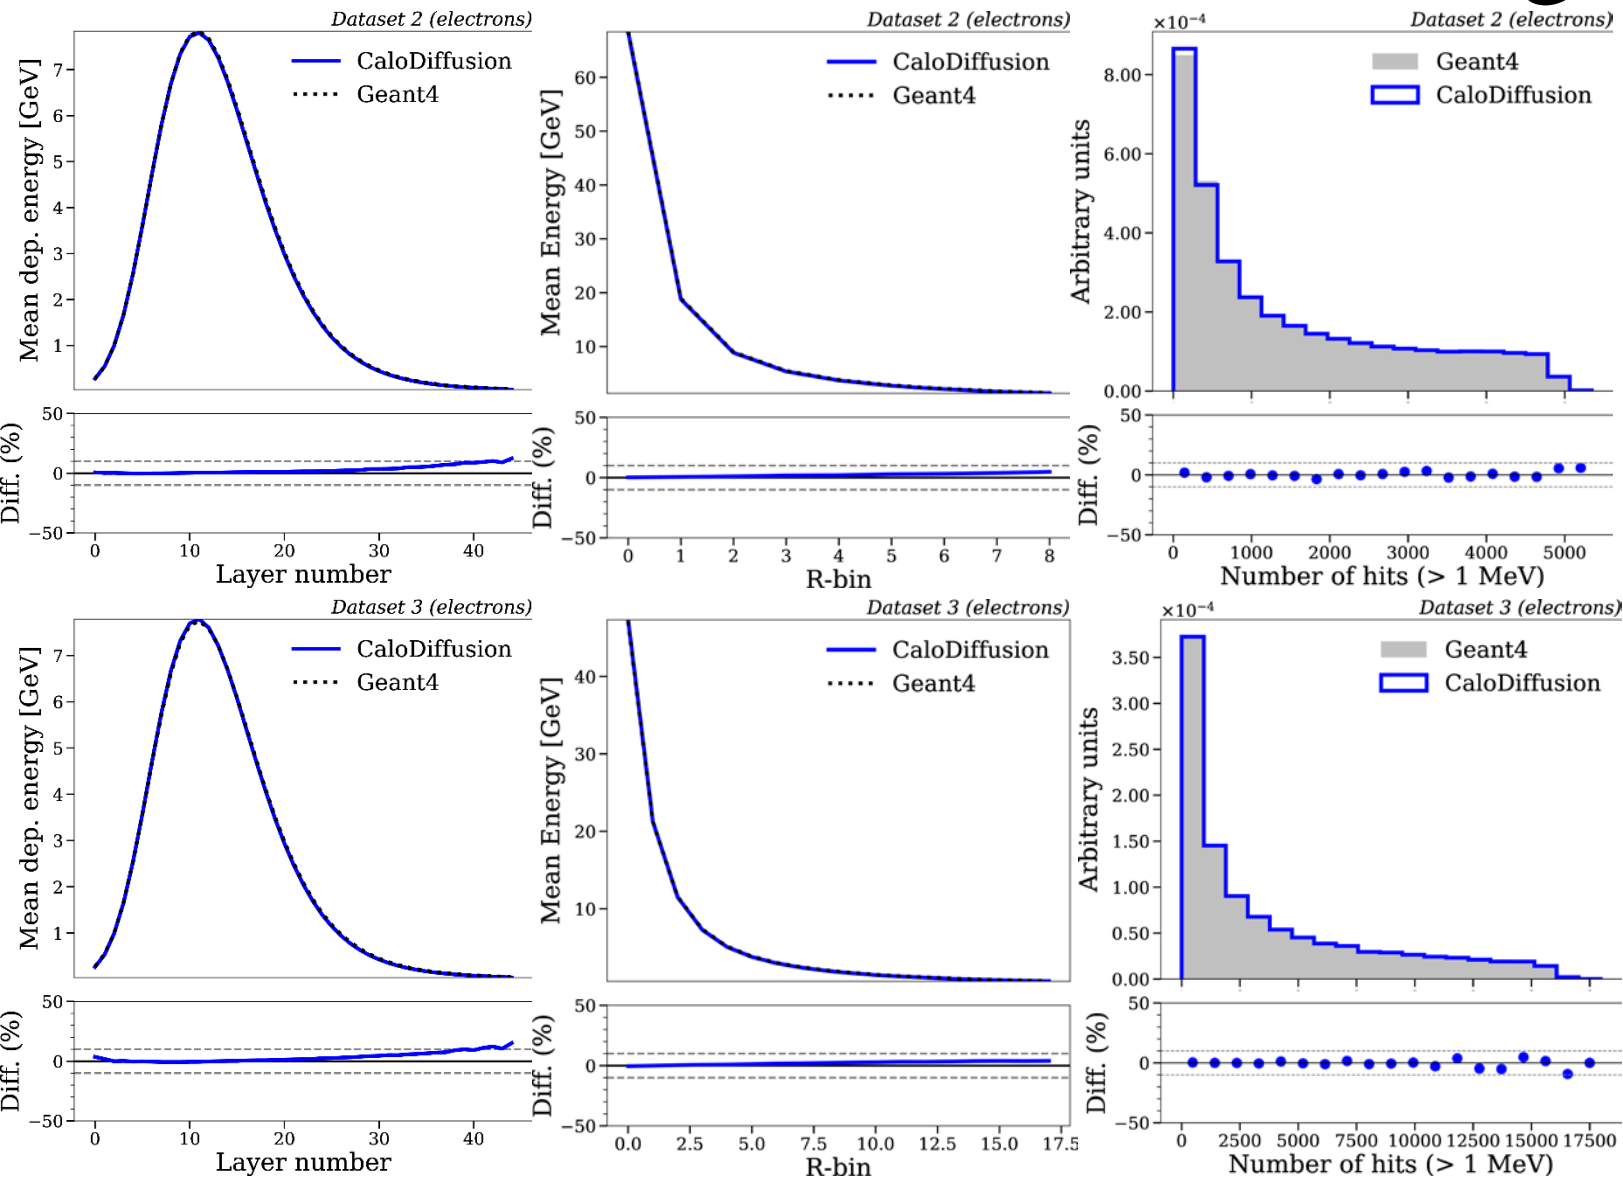 Dataset 2 (electrons)
Mean dep. energy [GeV]
7
6
5
4
3
2
1
CaloDiffusion
Geant4
Diff. (%)
50
0
−50
0 10 20 30 40
Layer number
Dataset 2 (electrons)
Mean Energy [GeV]
60
50
40
30
20
10
CaloDiffusion
Geant4
Diff. (%)
50
0
−50
0 1 2 3 4 5 6 7 8
R-bin
×10⁻⁴
Dataset 2 (electrons)
Arbitrary units
8.00
6.00
4.00
2.00
0.00
Geant4
CaloDiffusion
Diff. (%)
50
0
−50
0 1000 2000 3000 4000 5000
Number of hits (> 1 MeV)
Dataset 3 (electrons)
Mean dep. energy [GeV]
7
6
5
4
3
2
1
CaloDiffusion
Geant4
Diff. (%)
50
0
−50
0 10 20 30 40
Layer number
Dataset 3 (electrons)
Mean Energy [GeV]
40
30
20
10
CaloDiffusion
Geant4
Diff. (%)
50
0
−50
0.0 2.5 5.0 7.5 10.0 12.5 15.0 17.5
R-bin
×10⁻⁴
Dataset 3 (electrons)
Arbitrary units
3.50
3.00
2.50
2.00
1.50
1.00
0.50
0.00
Geant4
CaloDiffusion
Diff. (%)
50
0
−50
0 2500 5000 7500 10000 12500 15000 17500
Number of hits (> 1 MeV)